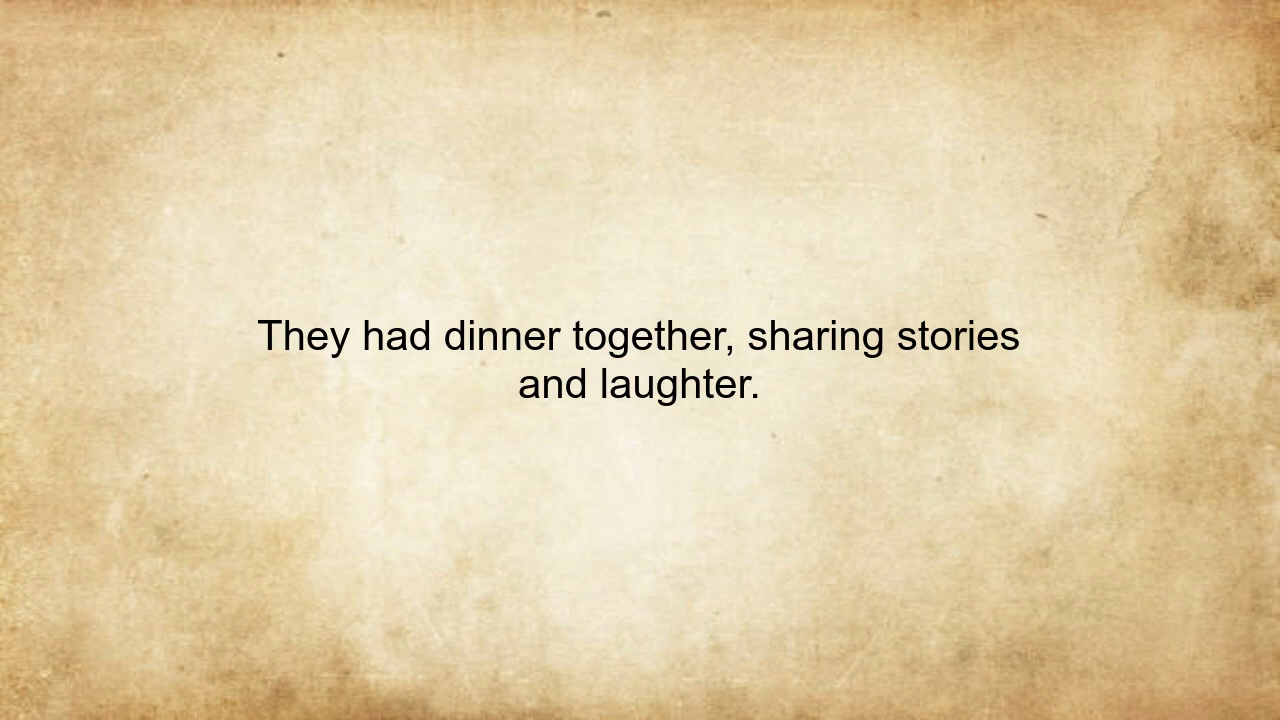 They had dinner together, sharing stories
and laughter.